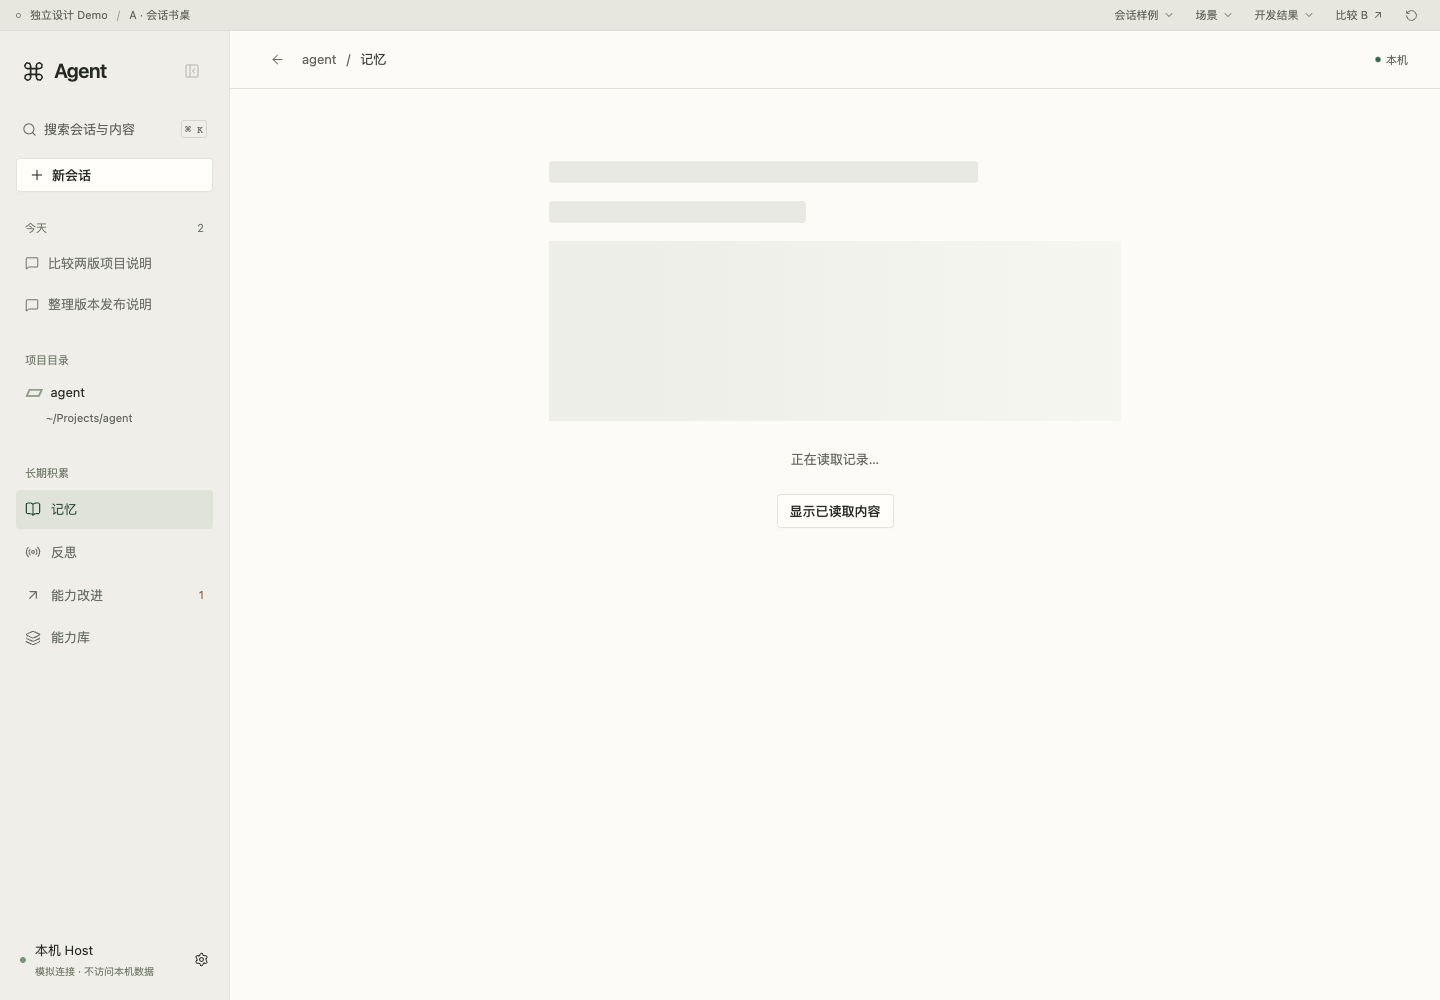 独立设计 Demo / A · 会话书桌
会话样例 场景 开发结果 比较 B
Agent
agent / 记忆
本机
搜索会话与内容 ⌘ K
新会话
今天 2
比较两版项目说明
整理版本发布说明
项目目录
agent
~/Projects/agent
长期积累
记忆
反思
能力改进 1
能力库
正在读取记录...
显示已读取内容
本机 Host
模拟连接 · 不访问本机数据